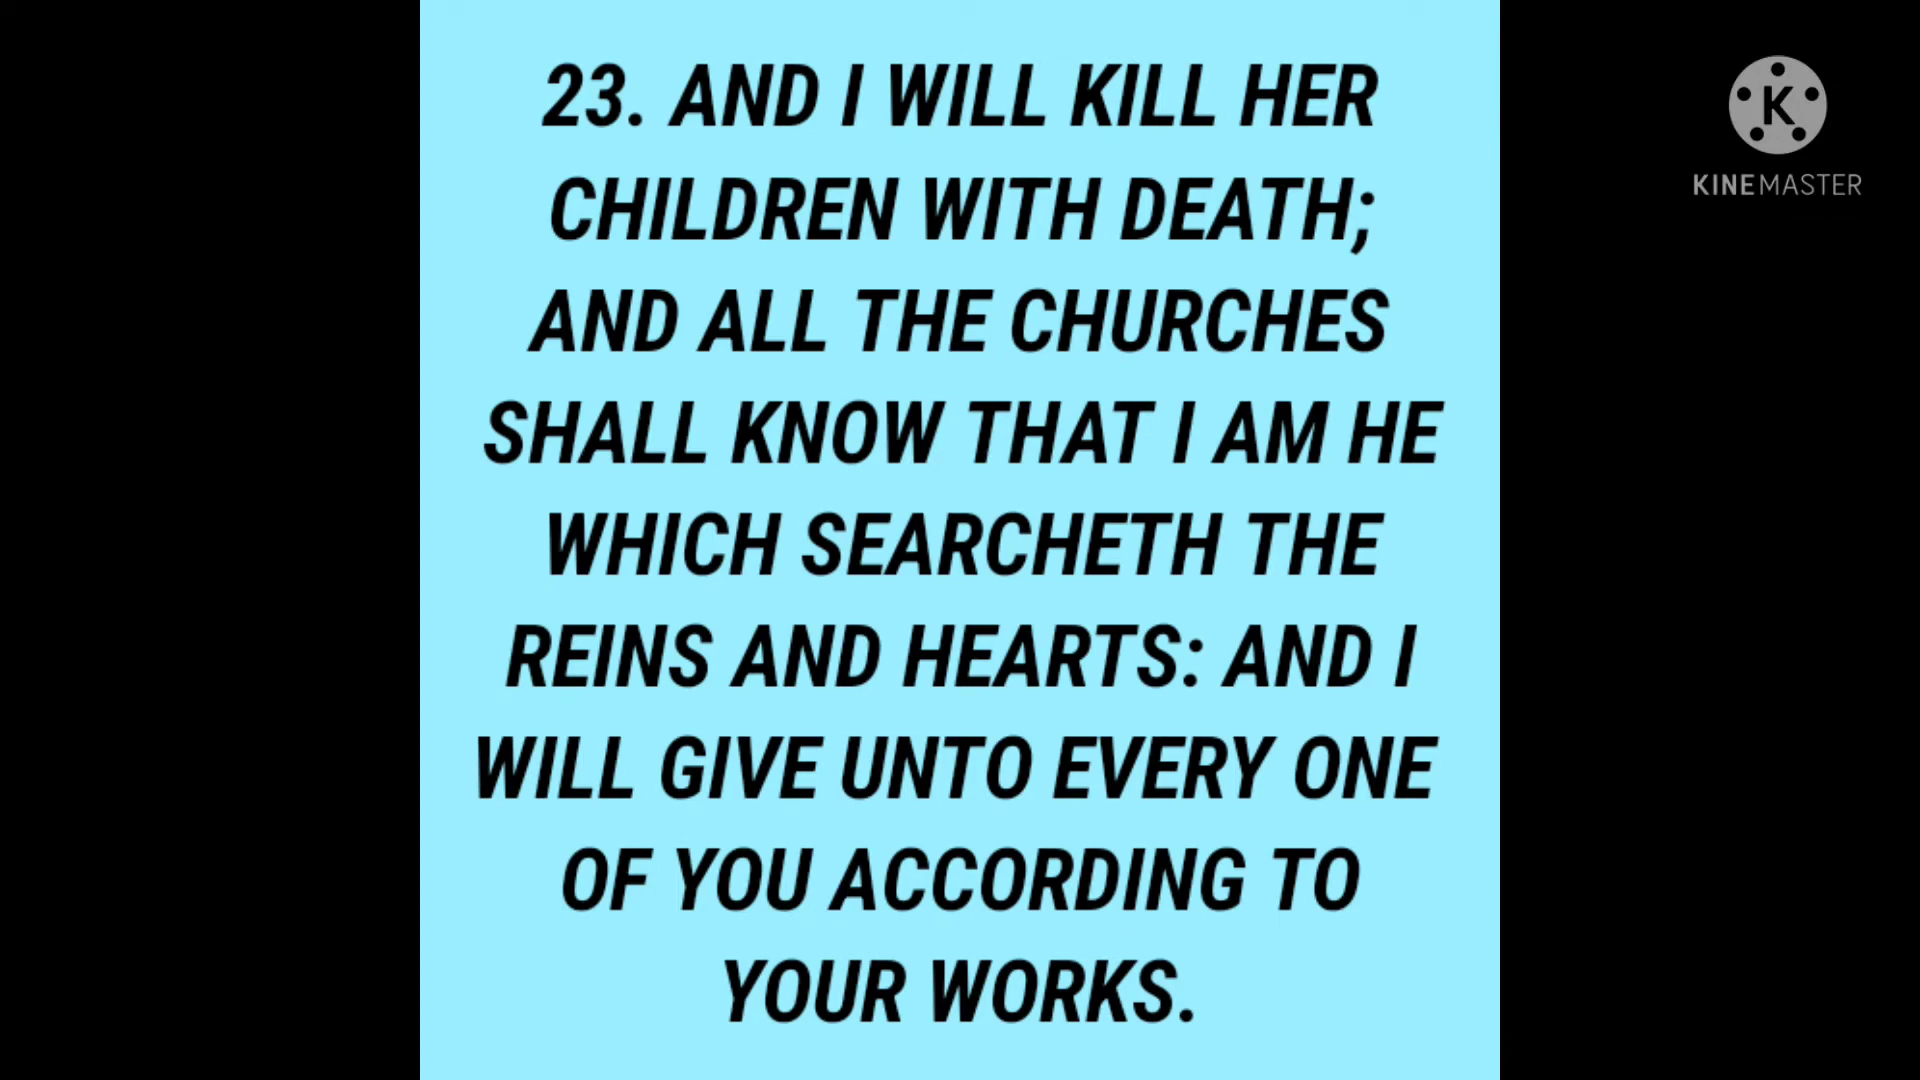 23. AND I WILL KILL HER
CHILDREN WITH DEATH;
AND ALL THE CHURCHES
SHALL KNOW THAT I AM HE
WHICH SEARCHETH THE
REINS AND HEARTS: AND I
WILL GIVE UNTO EVERY ONE
OF YOU ACCORDING TO
YOUR WORKS.
K
KINEMASTER